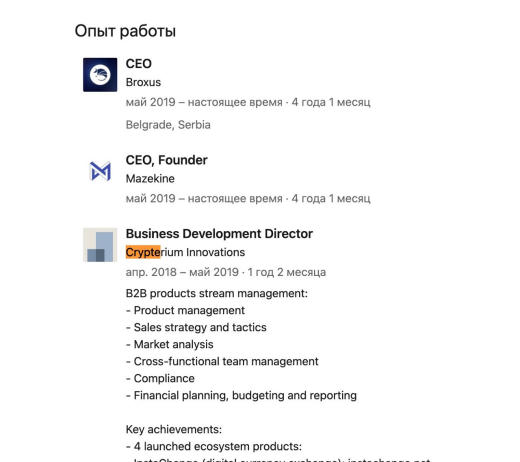 Опыт работы
CEO
Broxus
май 2019 – настоящее время · 4 года 1 месяц
Belgrade, Serbia
CEO, Founder
Mazekine
май 2019 – настоящее время · 4 года 1 месяц
Business Development Director
Crypterium Innovations
апр. 2018 – май 2019 · 1 год 2 месяца
B2B products stream management:
- Product management
- Sales strategy and tactics
- Market analysis
- Cross-functional team management
- Compliance
- Financial planning, budgeting and reporting
Key achievements:
- 4 launched ecosystem products: